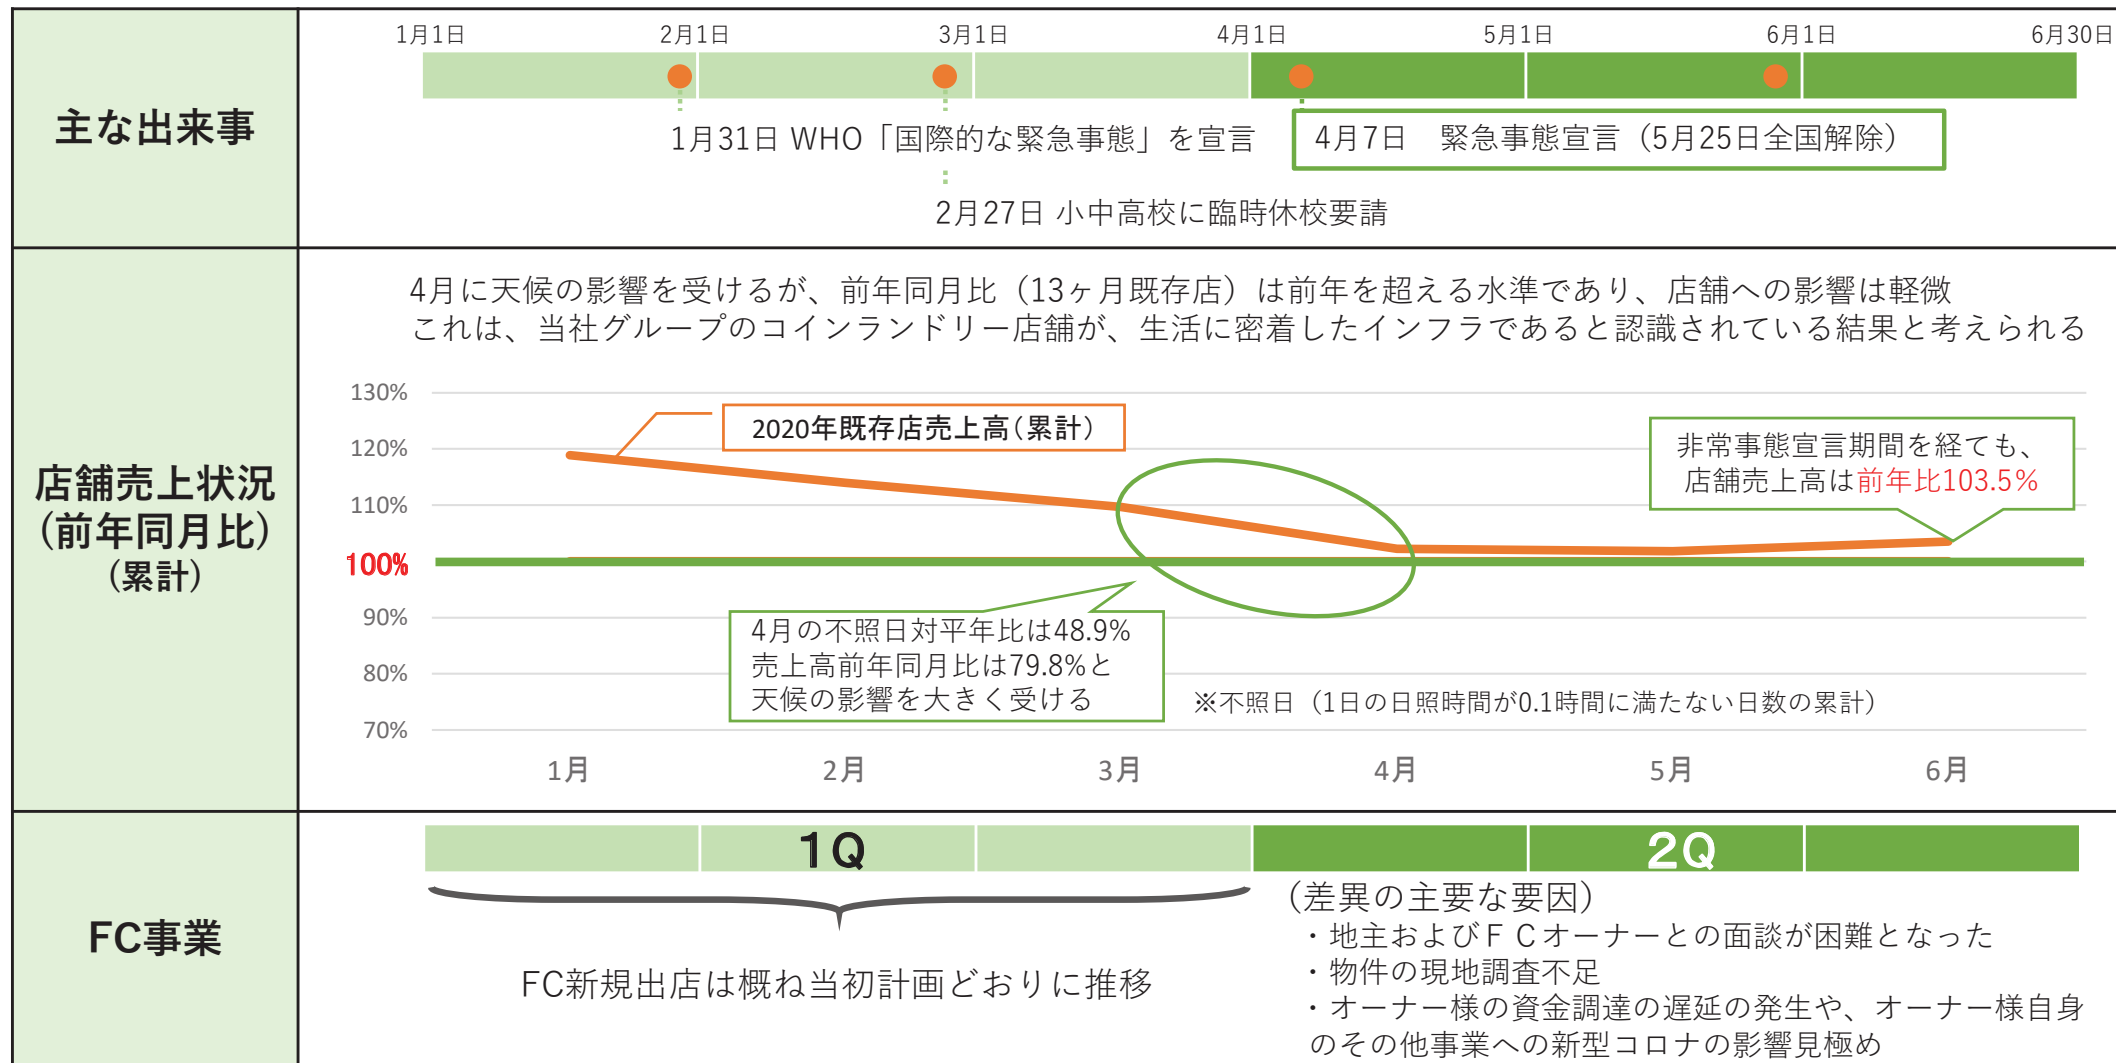 主な出来事
1月1日
2月1日
3月1日
4月1日
5月1日
6月1日
6月30日
1月31日 WHO「国際的な緊急事態」を宣言
4月7日　緊急事態宣言（5月25日全国解除）
2月27日 小中高校に臨時休校要請
店舗売上状況
(前年同月比)
(累計)
4月に天候の影響を受けるが、前年同月比（13ヶ月既存店）は前年を超える水準であり、店舗への影響は軽微
これは、当社グループのコインランドリー店舗が、生活に密着したインフラであると認識されている結果と考えられる
130%
120%
110%
100%
90%
80%
70%
2020年既存店売上高(累計)
非常事態宣言期間を経ても、
店舗売上高は前年比103.5%
4月の不照日対平年比は48.9%
売上高前年同月比は79.8%と
天候の影響を大きく受ける
※不照日（1日の日照時間が0.1時間に満たない日数の累計）
1月
2月
3月
4月
5月
6月
FC事業
1Q
2Q
FC新規出店は概ね当初計画どおりに推移
(差異の主要な要因)
・地主およびＦＣオーナーとの面談が困難となった
・物件の現地調査不足
・オーナー様の資金調達の遅延の発生や、オーナー様自身
のその他事業への新型コロナの影響見極め